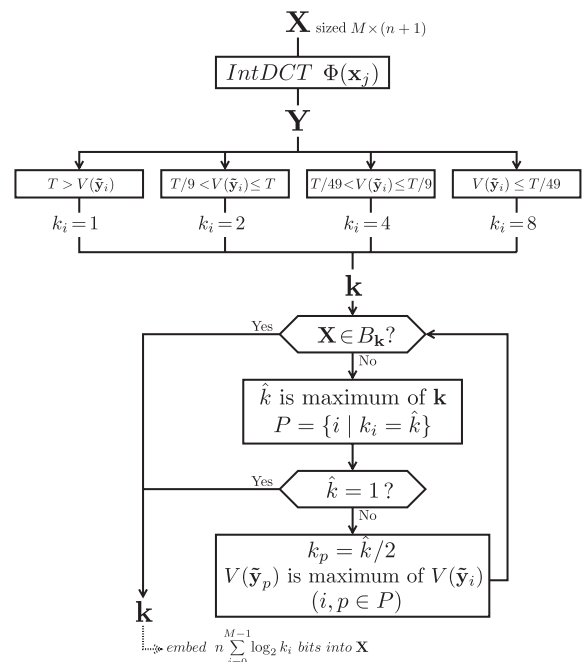 X sized M×(n+1)
IntDCT Φ(x_j)
Y
T > V(ỹ_i)
T/9 < V(ỹ_i) ≤ T
T/49 < V(ỹ_i) ≤ T/9
V(ỹ_i) ≤ T/49
k_i = 1
k_i = 2
k_i = 4
k_i = 8
k
Yes
X ∈ B_k?
No
k̂ is maximum of k
P = {i | k_i = k̂}
Yes
k̂ = 1 ?
No
k_p = k̂/2
V(ỹ_p) is maximum of V(ỹ_i)
(i, p ∈ P)
k
embed n ∑_{i=0}^{M−1} log₂ k_i bits into X